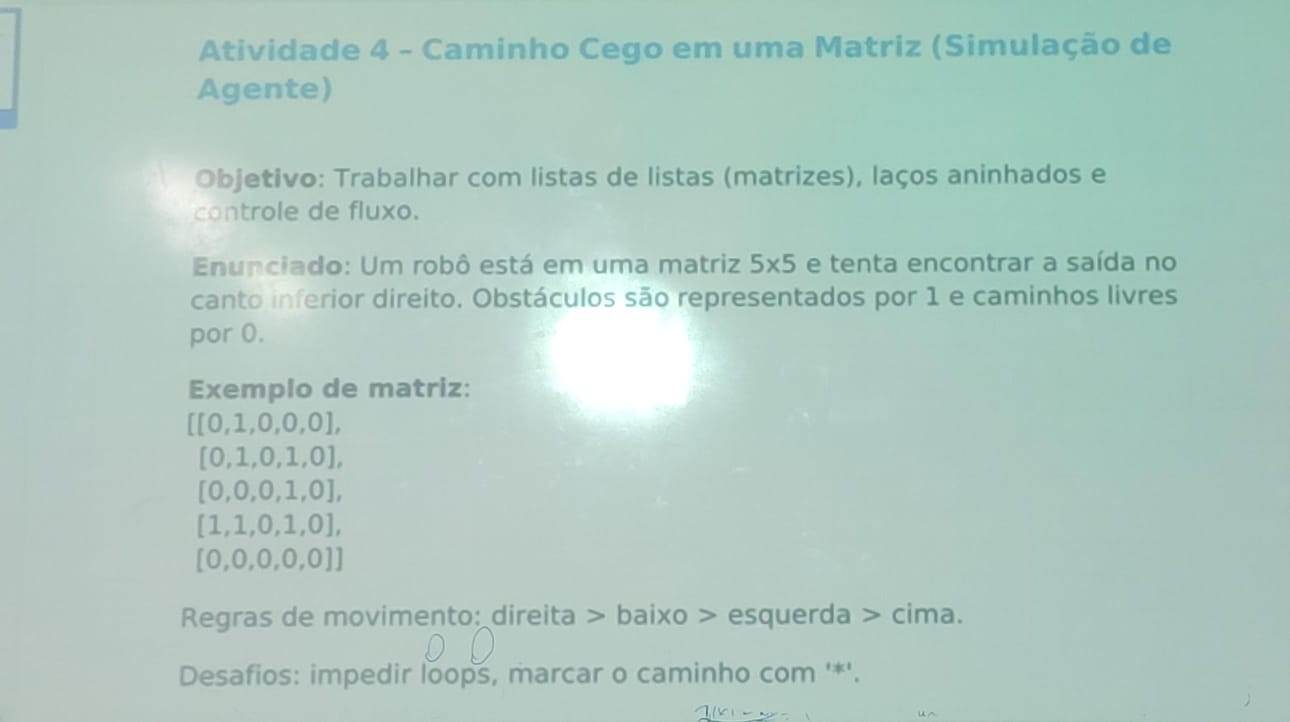 Atividade 4 – Caminho Cego em uma Matriz (Simulação de
Agente)
Objetivo: Trabalhar com listas de listas (matrizes), laços aninhados e
controle de fluxo.
Enunciado: Um robô está em uma matriz 5x5 e tenta encontrar a saída no
canto inferior direito. Obstáculos são representados por 1 e caminhos livres
por 0.
Exemplo de matriz:
[[0,1,0,0,0],
[0,1,0,1,0],
[0,0,0,1,0],
[1,1,0,1,0],
[0,0,0,0,0]]
Regras de movimento: direita > baixo > esquerda > cima.
Desafios: impedir loops, marcar o caminho com '*'.